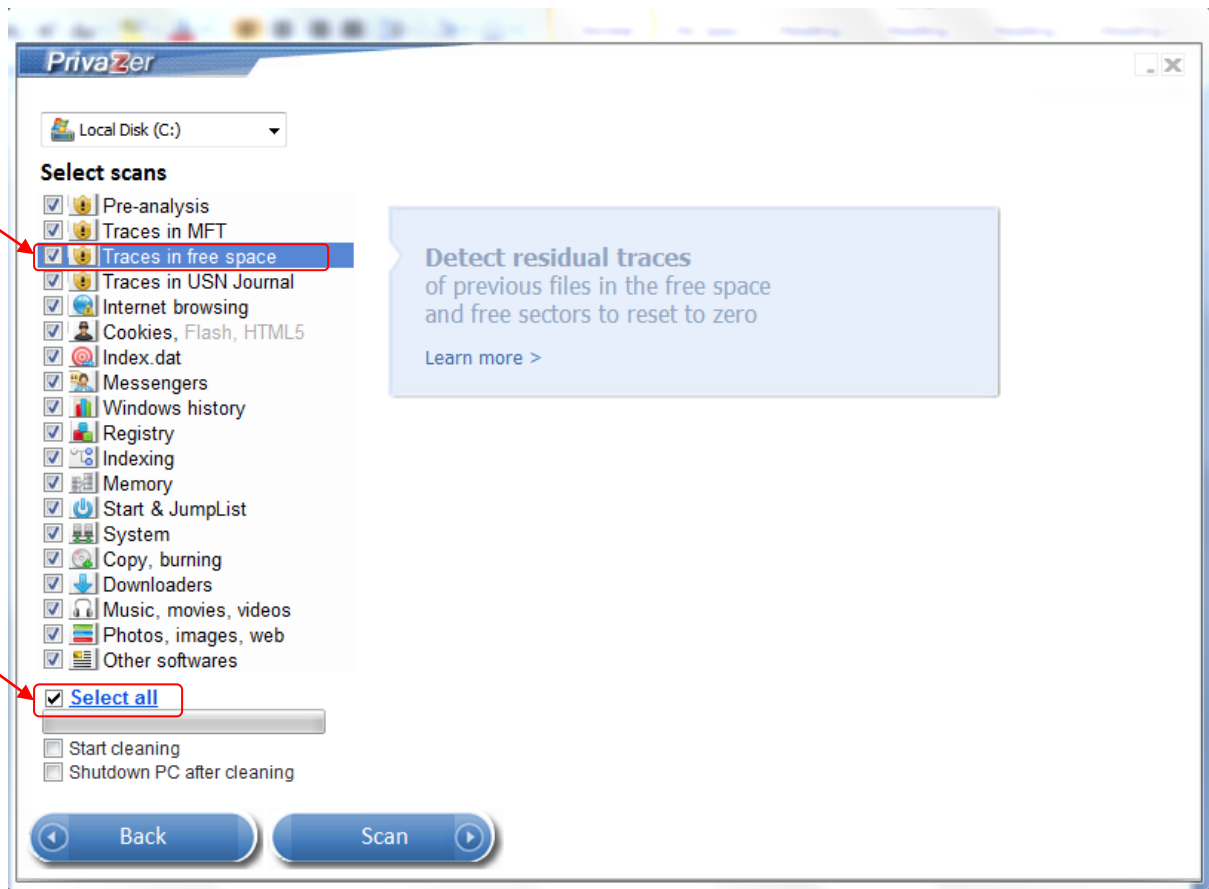 PrivaZer
Local Disk (C:)
Select scans
Pre-analysis
Traces in MFT
Traces in free space
Traces in USN Journal
Internet browsing
Cookies, Flash, HTML5
Index.dat
Messengers
Windows history
Registry
Indexing
Memory
Start & JumpList
System
Copy, burning
Downloaders
Music, movies, videos
Photos, images, web
Other softwares
Select all
Start cleaning
Shutdown PC after cleaning
Detect residual traces
of previous files in the free space
and free sectors to reset to zero
Learn more >
Back
Scan